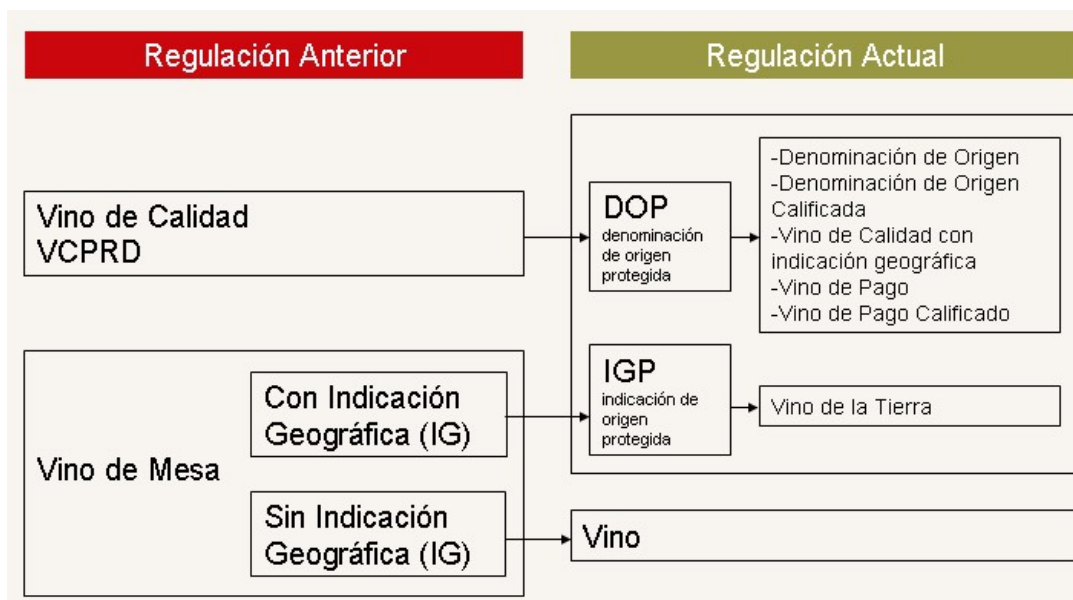 Regulación Anterior
Regulación Actual
Vino de Calidad
VCPRD
DOP
denominación
de origen
protegida
-Denominación de Origen
-Denominación de Origen
Calificada
-Vino de Calidad con
indicación geográfica
-Vino de Pago
-Vino de Pago Calificado
Vino de Mesa
Con Indicación
Geográfica (IG)
IGP
indicación de
origen
protegida
Vino de la Tierra
Sin Indicación
Geográfica (IG)
Vino